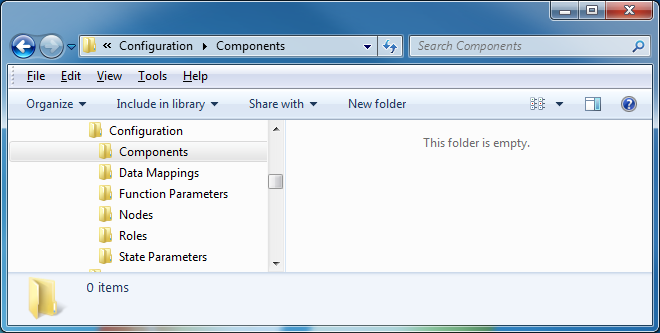 « Configuration Components Search Components
File Edit View Tools Help
Organize Include in library Share with New folder
Configuration
Components
Data Mappings
Function Parameters
Nodes
Roles
State Parameters
This folder is empty.
0 items